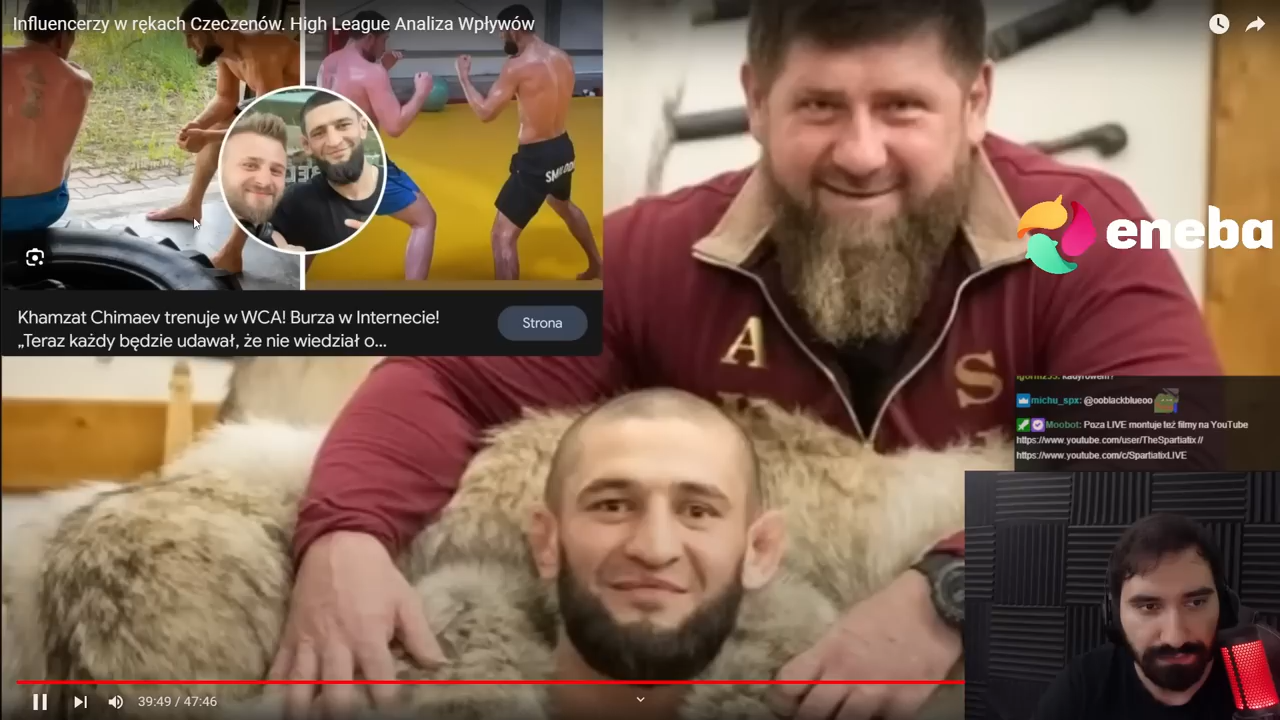 Influencerzy w rękach Czeczenów. High League Analiza Wpływów
SM
Khamzat Chimaev trenuje w WCA! Burza w Internecie!
„Teraz każdy będzie udawał, że nie wiedział o...
Strona
A
S
eneba
michu_spx: @ooblackblueoo
Moobot: Poza LIVE montuje też filmy na YouTube
https://www.youtube.com/user/TheSpartiatix //
https://www.youtube.com/c/SpartiatixLIVE
39:49 / 47:46